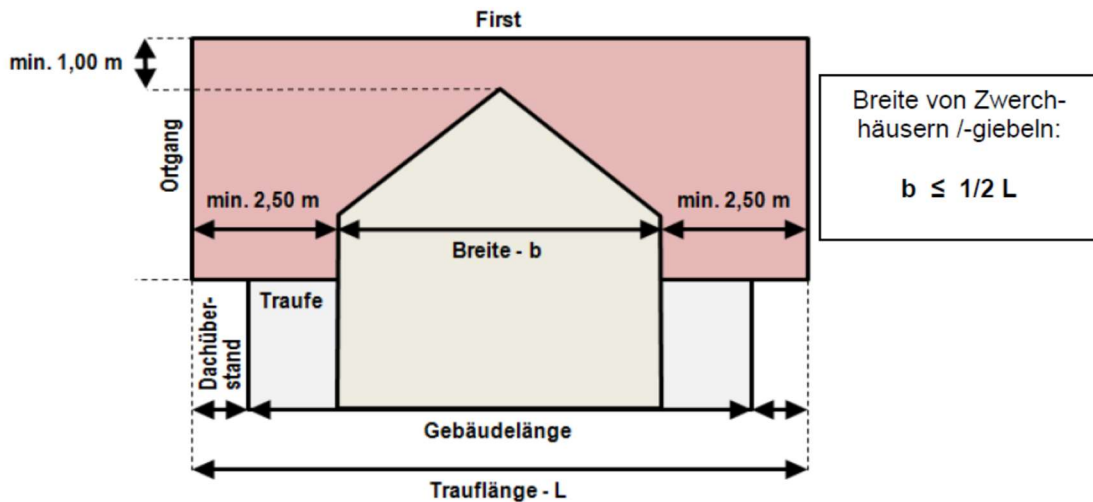 First
min. 1,00 m
Ortgang
min. 2,50 m
min. 2,50 m
Breite - b
Traufe
Dachüber-
stand
Gebäudelänge
Trauflänge - L
Breite von Zwerch-
häusern /-giebeln:
b ≤ 1/2 L